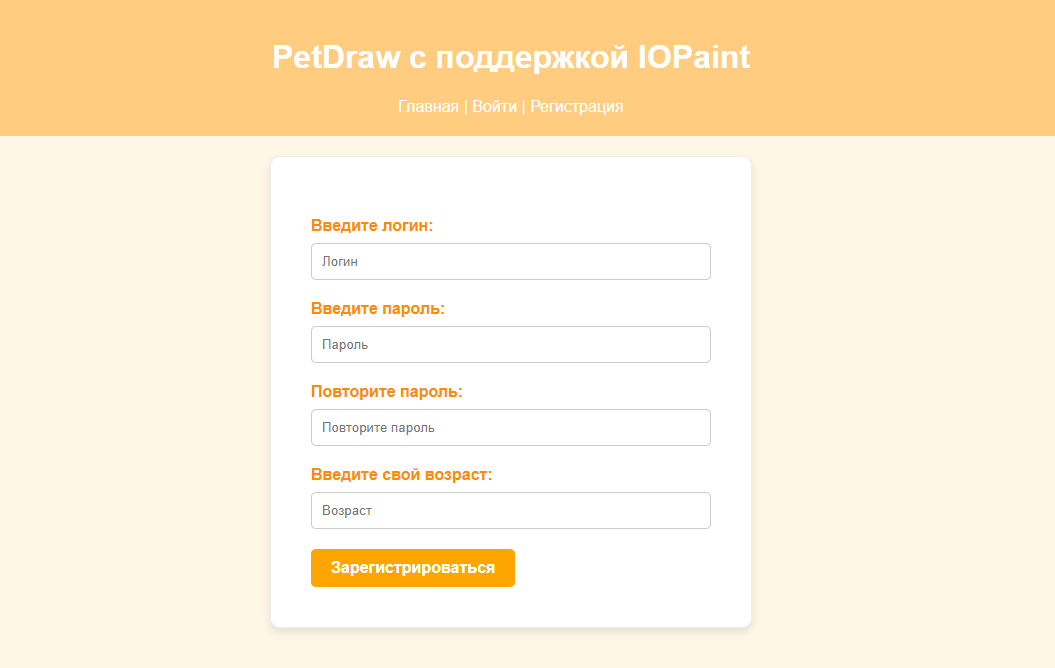 PetDraw с поддержкой IOPaint
Главная | Войти | Регистрация
Введите логин:
Логин
Введите пароль:
Пароль
Повторите пароль:
Повторите пароль
Введите свой возраст:
Возраст
Зарегистрироваться